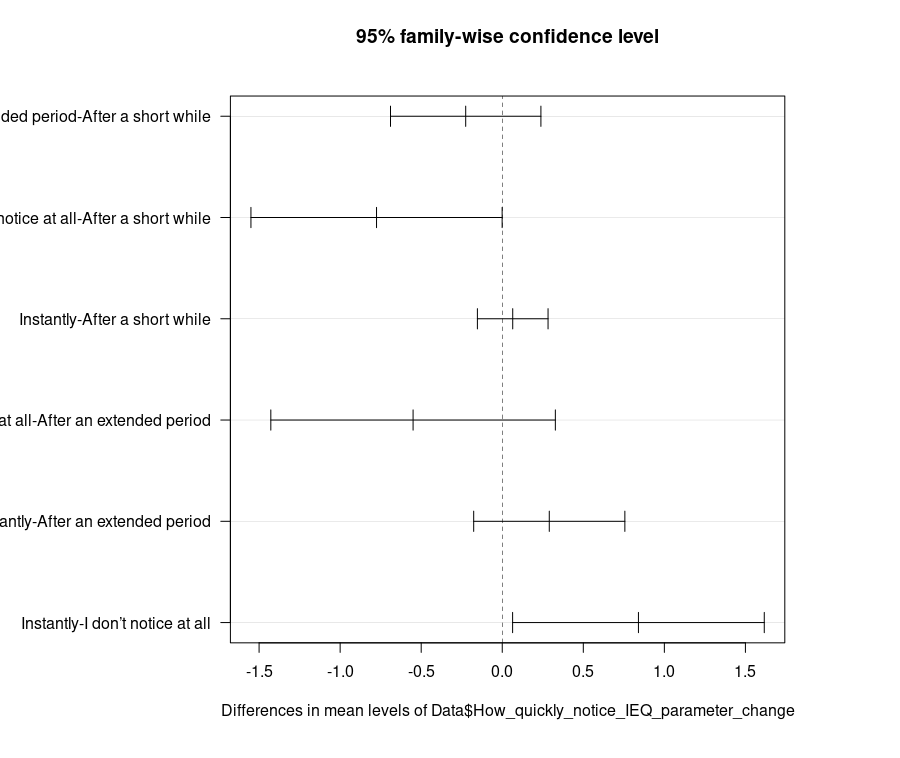 95% family-wise confidence level
ded period-After a short while
notice at all-After a short while
Instantly-After a short while
at all-After an extended period
antly-After an extended period
Instantly-I don’t notice at all
-1.5 -1.0 -0.5 0.0 0.5 1.0 1.5
Differences in mean levels of Data$How_quickly_notice_IEQ_parameter_change